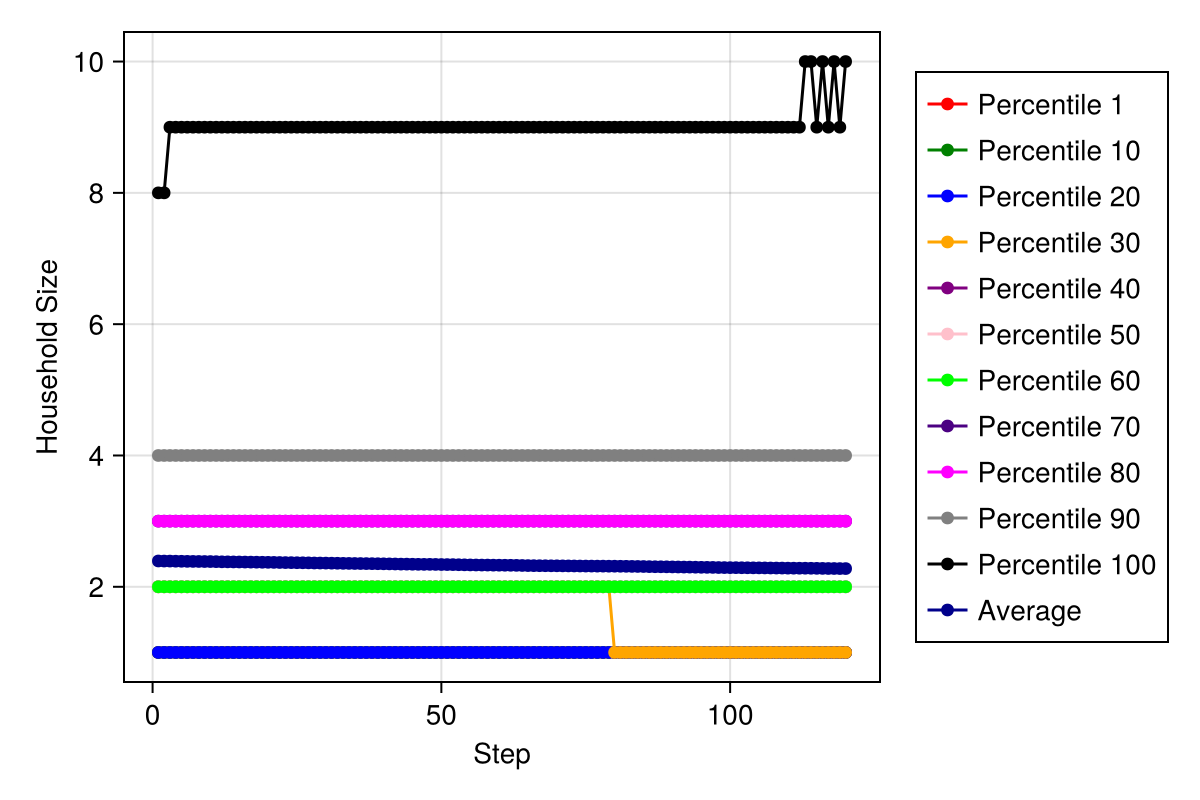 10
8
6
4
2
Household Size
0
50
100
Step
Percentile 1
Percentile 10
Percentile 20
Percentile 30
Percentile 40
Percentile 50
Percentile 60
Percentile 70
Percentile 80
Percentile 90
Percentile 100
Average